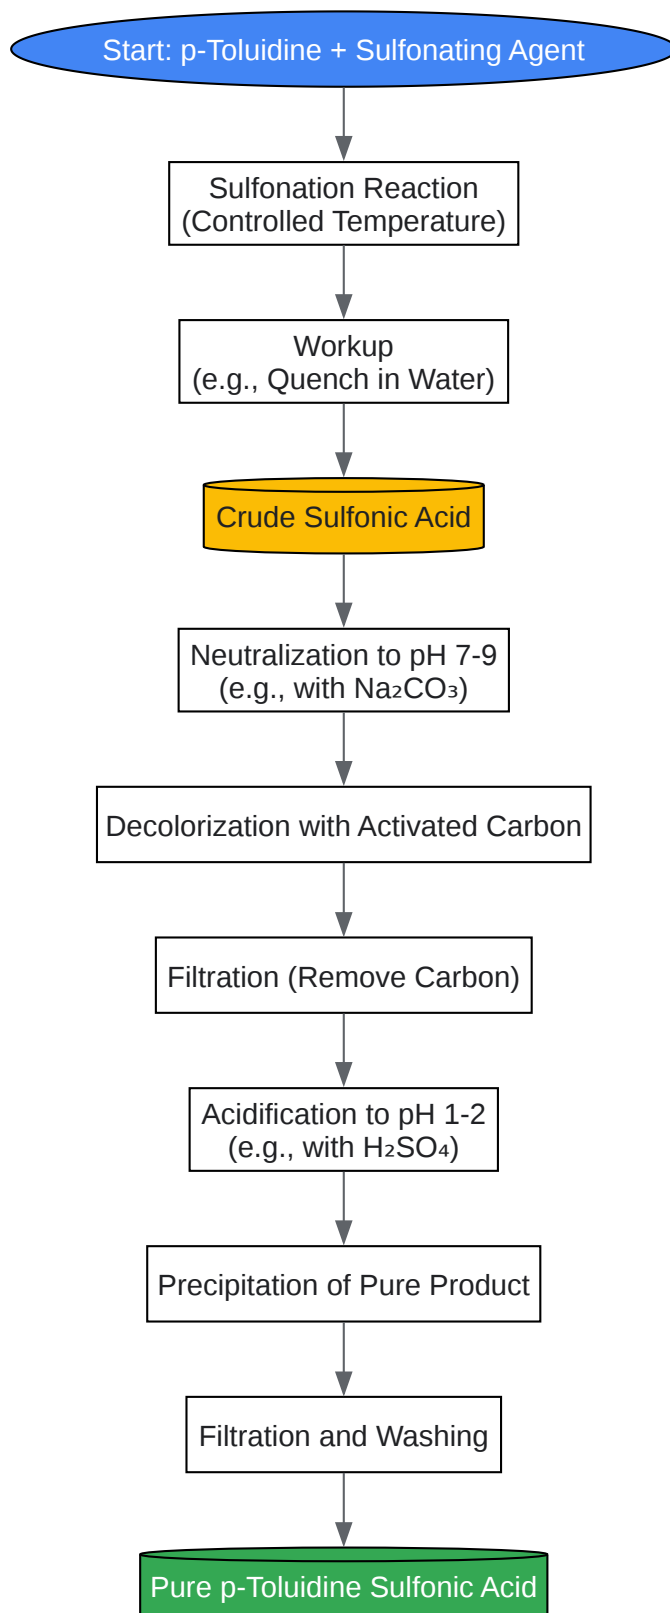 Start: p-Toluidine + Sulfonating Agent
Sulfonation Reaction
(Controlled Temperature)
Workup
(e.g., Quench in Water)
Crude Sulfonic Acid
Neutralization to pH 7-9
(e.g., with Na₂CO₃)
Decolorization with Activated Carbon
Filtration (Remove Carbon)
Acidification to pH 1-2
(e.g., with H₂SO₄)
Precipitation of Pure Product
Filtration and Washing
Pure p-Toluidine Sulfonic Acid